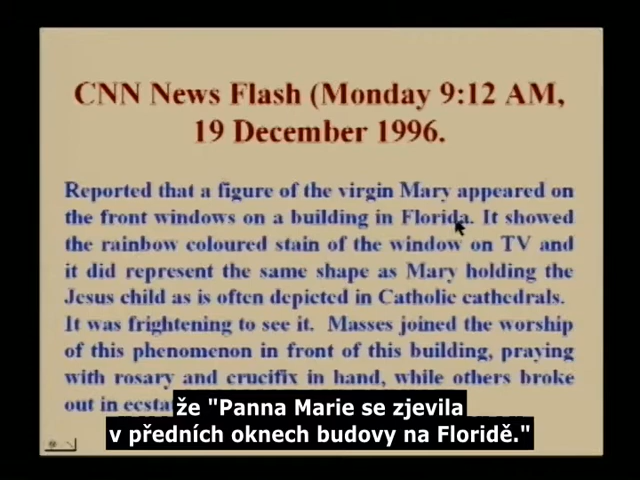 CNN News Flash (Monday 9:12 AM,
19 December 1996.
Reported that a figure of the virgin Mary appeared on
the front windows on a building in Florida. It showed
the rainbow coloured stain of the window on TV and
it did represent the same shape as Mary holding the
Jesus child as is often depicted in Catholic cathedrals.
It was frightening to see it. Masses joined the worship
of this phenomenon in front of this building, praying
with rosary and crucifix in hand, while others broke
out in
že "Panna Marie se zjevila
v předních oknech budovy na Floridě."